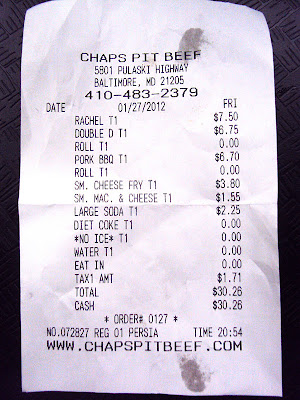 CHAPS PIT BEEF
5801 PULASKI HIGHWAY
BALTIMORE, MD 21205
410-483-2379
DATE 01/27/2012 FRI
RACHEL T1 $7.50
DOUBLE D T1 $6.75
ROLL T1 0.00
PORK BBQ T1 $6.70
ROLL T1 0.00
SM. CHEESE FRY T1 $3.80
SM. MAC. & CHEESE T1 $1.55
LARGE SODA T1 $2.25
DIET COKE T1 0.00
*NO ICE* T1 0.00
WATER T1 0.00
EAT IN 0.00
TAX1 AMT $1.71
TOTAL $30.26
CASH $30.26
* ORDER# 0127 *
NO.072827 REG 01 PERSIA TIME 20:54
WWW.CHAPSPITBEEF.COM